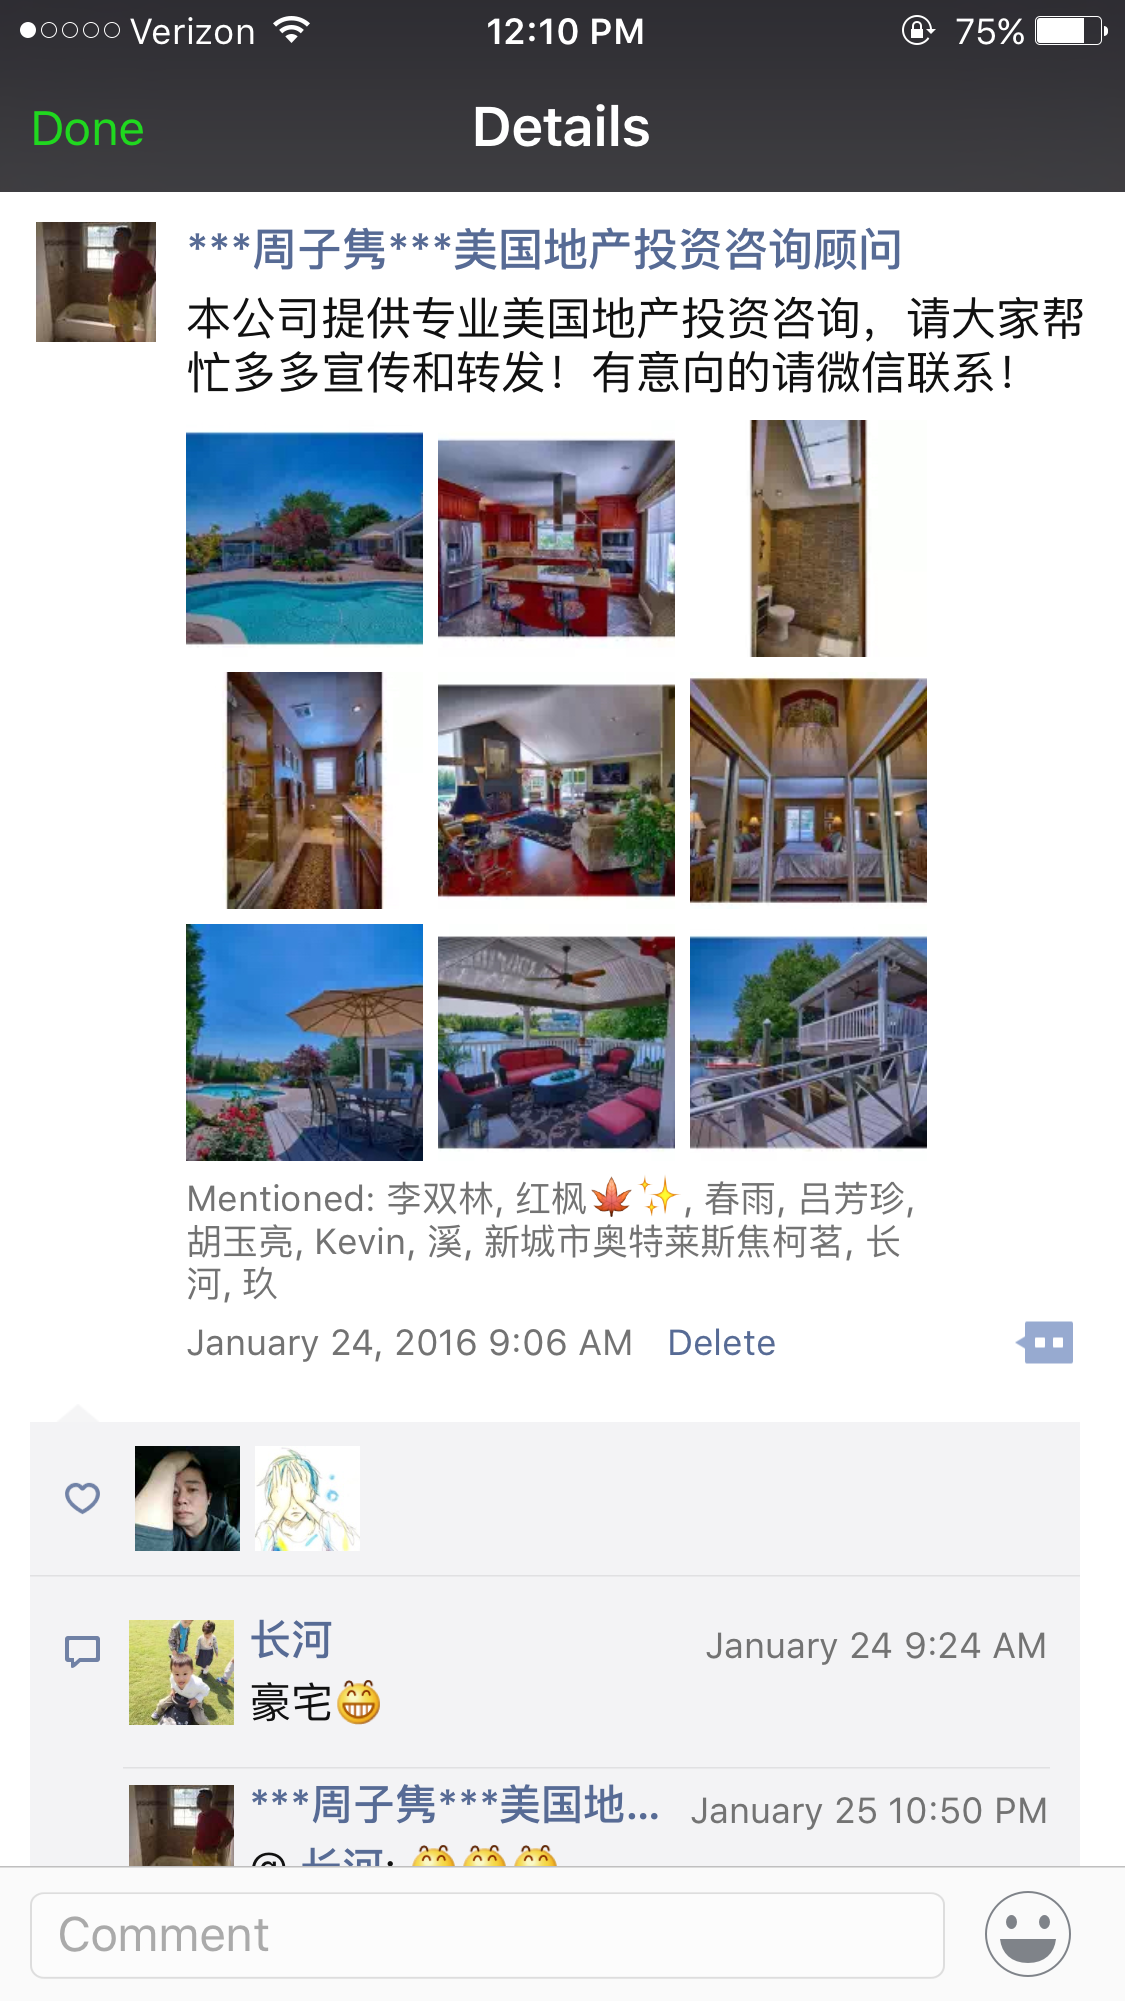 Verizon 12:10 PM 75%
Done Details
***周子隽***美国地产投资咨询顾问
本公司提供专业美国地产投资咨询，请大家帮
忙多多宣传和转发！有意向的请微信联系！
Mentioned: 李双林, 红枫🍁✨, 春雨, 吕芳珍,
胡玉亮, Kevin, 溪, 新城市奥特莱斯焦柯茗, 长
河, 玖
January 24, 2016 9:06 AM Delete
长河 January 24 9:24 AM
豪宅😁
***周子隽***美国地... January 25 10:50 PM
@ 长河: 😁😁😁
Comment